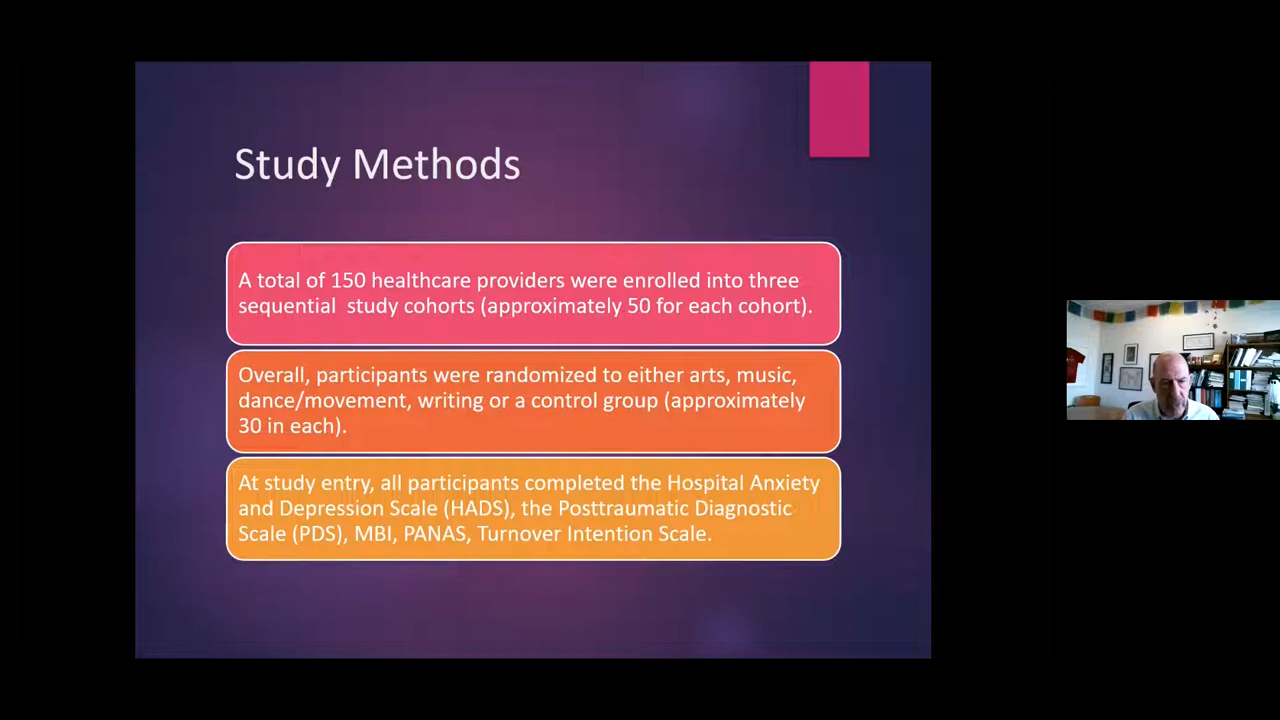 Study Methods
A total of 150 healthcare providers were enrolled into three
sequential  study cohorts (approximately 50 for each cohort).
Overall, participants were randomized to either arts, music,
dance/movement, writing or a control group (approximately
30 in each).
At study entry, all participants completed the Hospital Anxiety
and Depression Scale (HADS), the Posttraumatic Diagnostic
Scale (PDS), MBI, PANAS, Turnover Intention Scale.